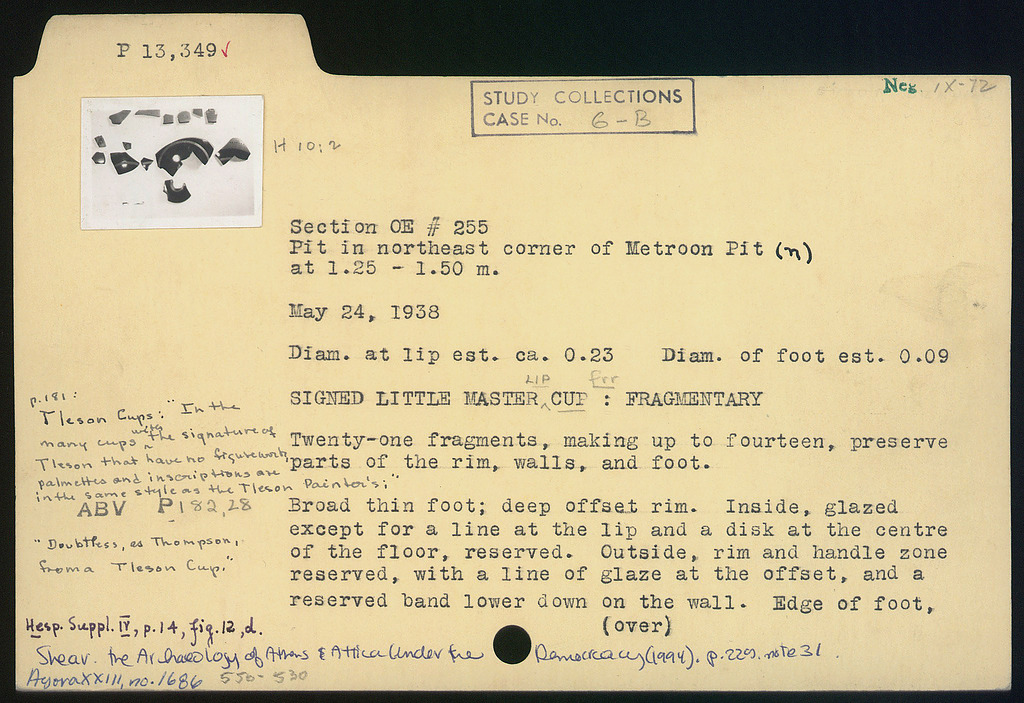 P 13,349✓
Neg. IX-72
STUDY COLLECTIONS
CASE No. 6-B
H 10:2
Section OE # 255
Pit in northeast corner of Metroon Pit (n)
at 1.25 - 1.50 m.
May 24, 1938
Diam. at lip est. ca. 0.23 Diam. of foot est. 0.09
LIP frr
SIGNED LITTLE MASTER CUP : FRAGMENTARY
Twenty-one fragments, making up to fourteen, preserve
parts of the rim, walls, and foot.
Broad thin foot; deep offset rim. Inside, glazed
except for a line at the lip and a disk at the centre
of the floor, reserved. Outside, rim and handle zone
reserved, with a line of glaze at the offset, and a
reserved band lower down on the wall. Edge of foot,
(over)
p.181:
Tleson Cups: "In the
many cups with the signature of
Tleson that have no figurework,
palmettes and inscriptions are
in the same style as the Tleson Painter's;"
ABV P182,28
"Doubtless, as Thompson,
from a Tleson Cup."
Hesp. Suppl. IV, p.14, fig.12,d.
Shear. the Archaeology of Athens & Attica Under the Democracy (1994). p.229. note 31.
Agora XXIII, no. 1686 550-530